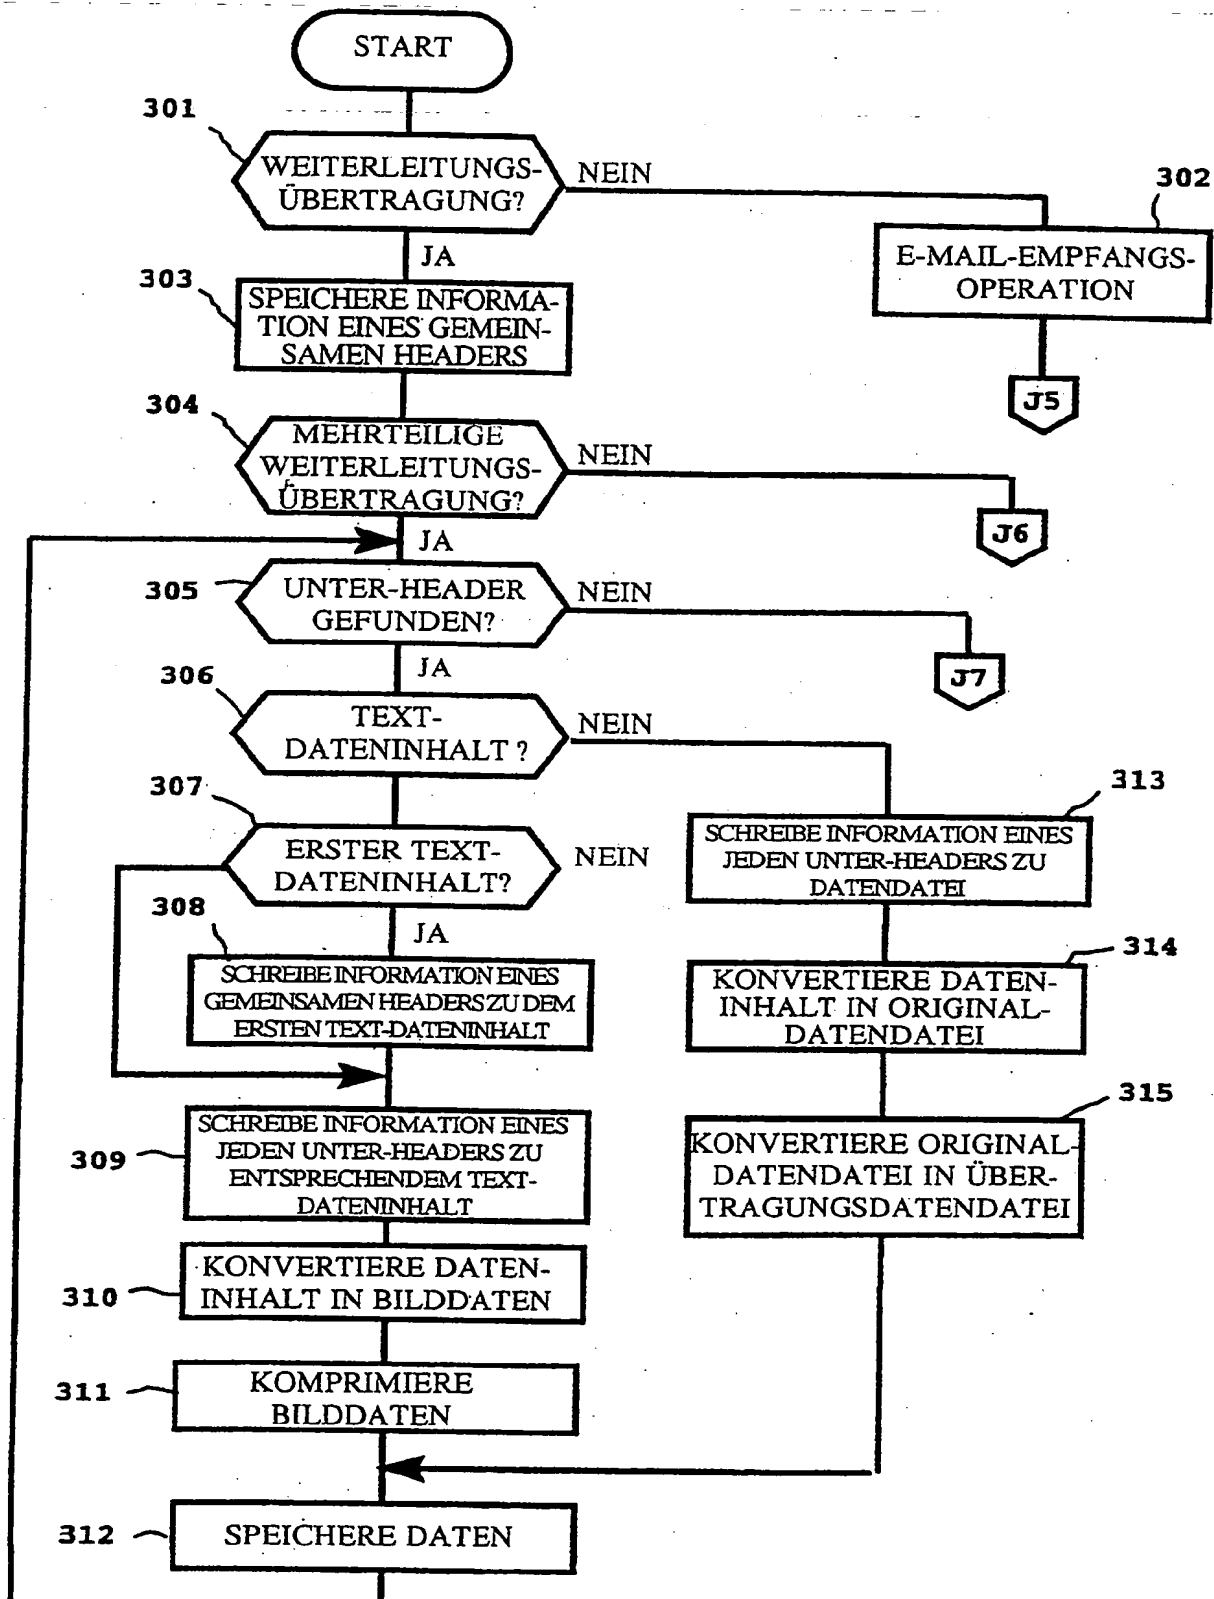 START
301
WEITERLEITUNGS-
ÜBERTRAGUNG?
NEIN
302
E-MAIL-EMPFANGS-
OPERATION
JA
303
SPEICHERE INFORMA-
TION EINES GEMEIN-
SAMEN HEADERS
J5
304
MEHRTEILIGE
WEITERLEITUNGS-
ÜBERTRAGUNG?
NEIN
J6
JA
305
UNTER-HEADER
GEFUNDEN?
NEIN
J7
JA
306
TEXT-
DATENINHALT ?
NEIN
307
ERSTER TEXT-
DATENINHALT?
NEIN
313
SCHREIBE INFORMATION EINES
JEDEN UNTER-HEADERS ZU
DATENDATEI
JA
308
SCHREIBE INFORMATION EINES
GEMEINSAMEN HEADERS ZU DEM
ERSTEN TEXT-DATENINHALT
314
KONVERTIERE DATEN-
INHALT IN ORIGINAL-
DATENDATEI
309
SCHREIBE INFORMATION EINES
JEDEN UNTER-HEADERS ZU
ENTSPRECHENDEM TEXT-
DATENINHALT
315
KONVERTIERE ORIGINAL-
DATENDATEI IN ÜBER-
TRAGUNGSDATENDATEI
310
KONVERTIERE DATEN-
INHALT IN BILDDATEN
311
KOMPRIMIERE
BILDDATEN
312
SPEICHERE DATEN